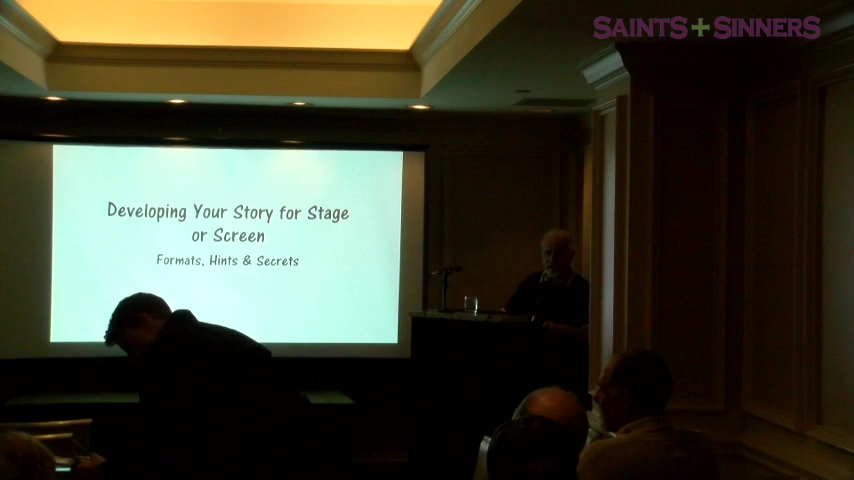 SAINTS+SINNERS
Developing Your Story for Stage
or Screen
Formats, Hints & Secrets